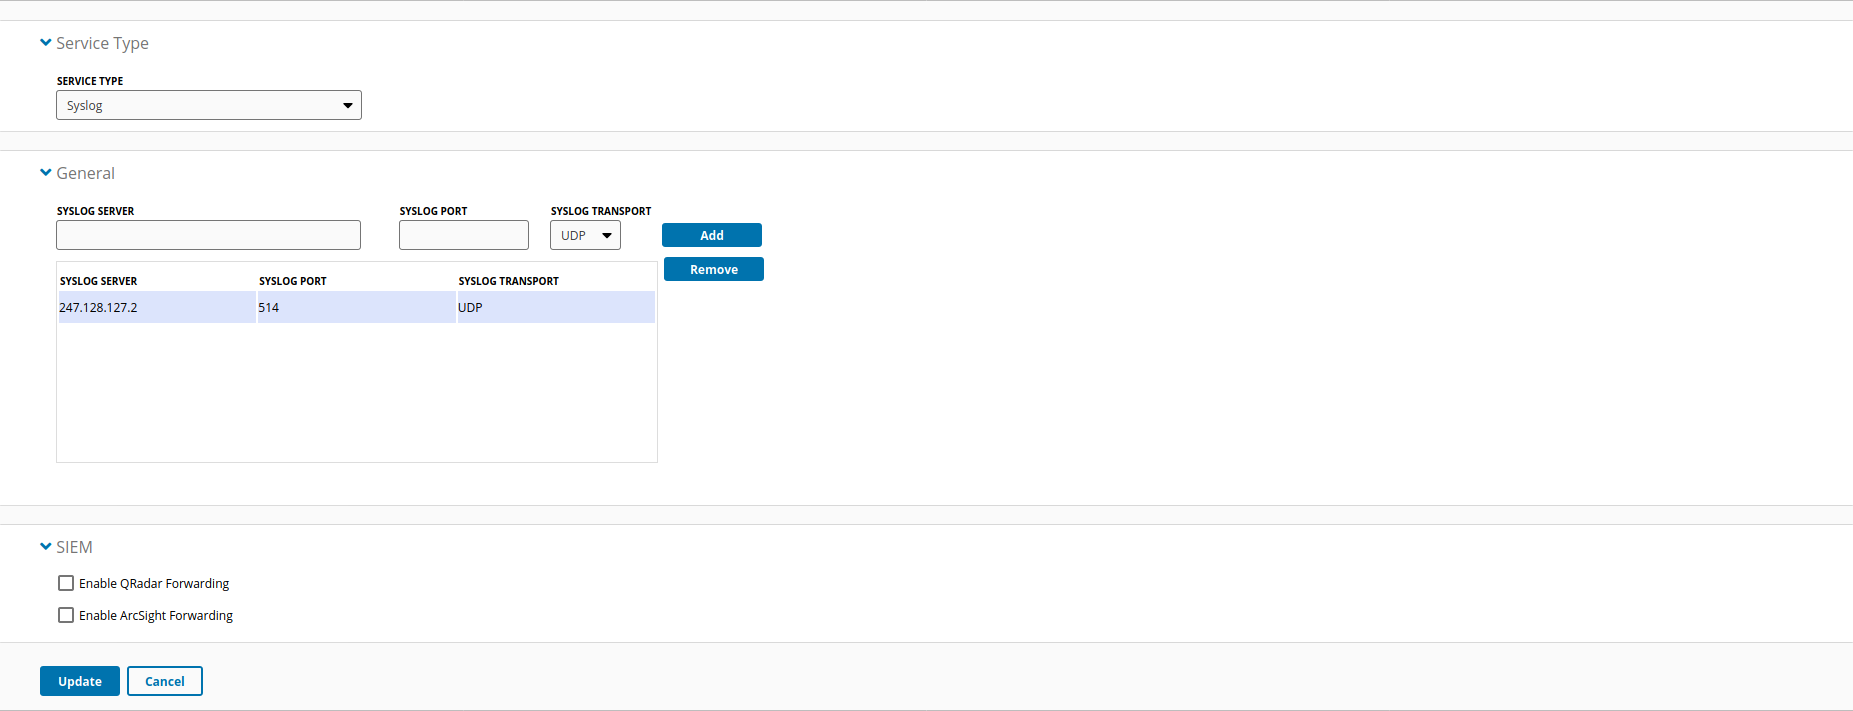 Service Type
SERVICE TYPE
Syslog
General
SYSLOG SERVER SYSLOG PORT SYSLOG TRANSPORT
UDP Add
Remove
SYSLOG SERVER SYSLOG PORT SYSLOG TRANSPORT
247.128.127.2 514 UDP
SIEM
Enable QRadar Forwarding
Enable ArcSight Forwarding
Update Cancel